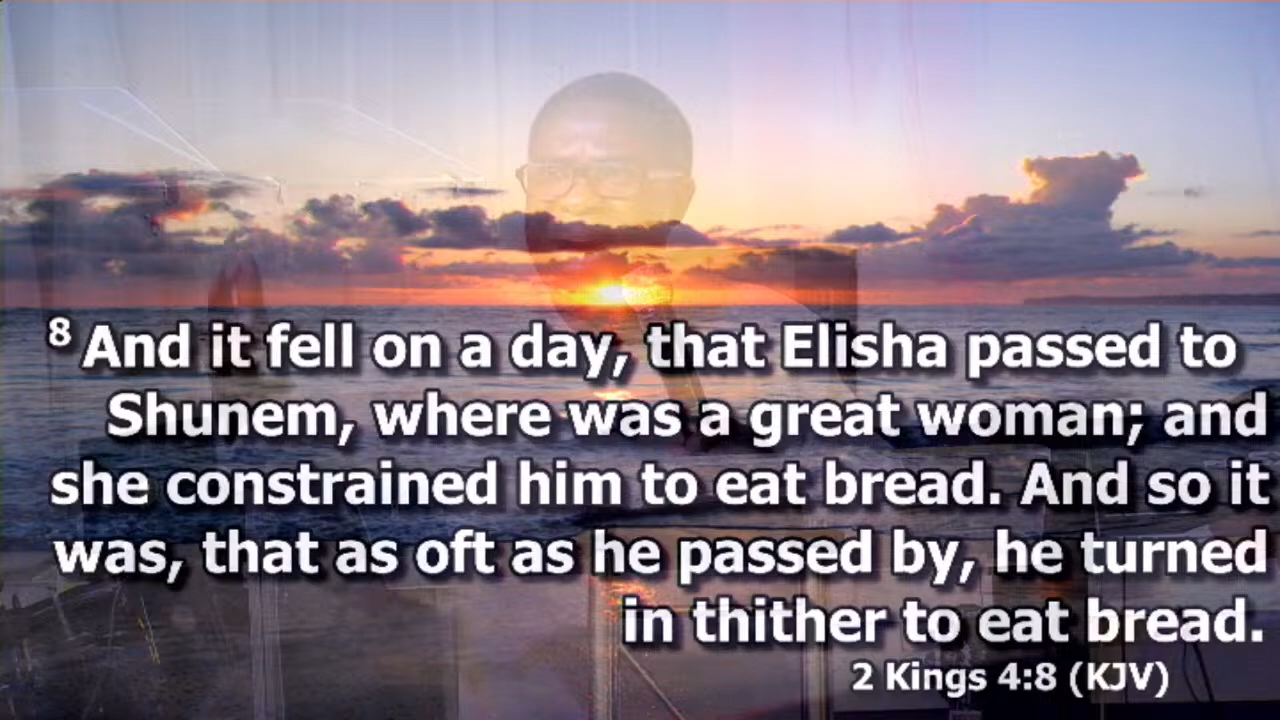 8 And it fell on a day, that Elisha passed to
Shunem, where was a great woman; and
she constrained him to eat bread. And so it
was, that as oft as he passed by, he turned
in thither to eat bread.
2 Kings 4:8 (KJV)